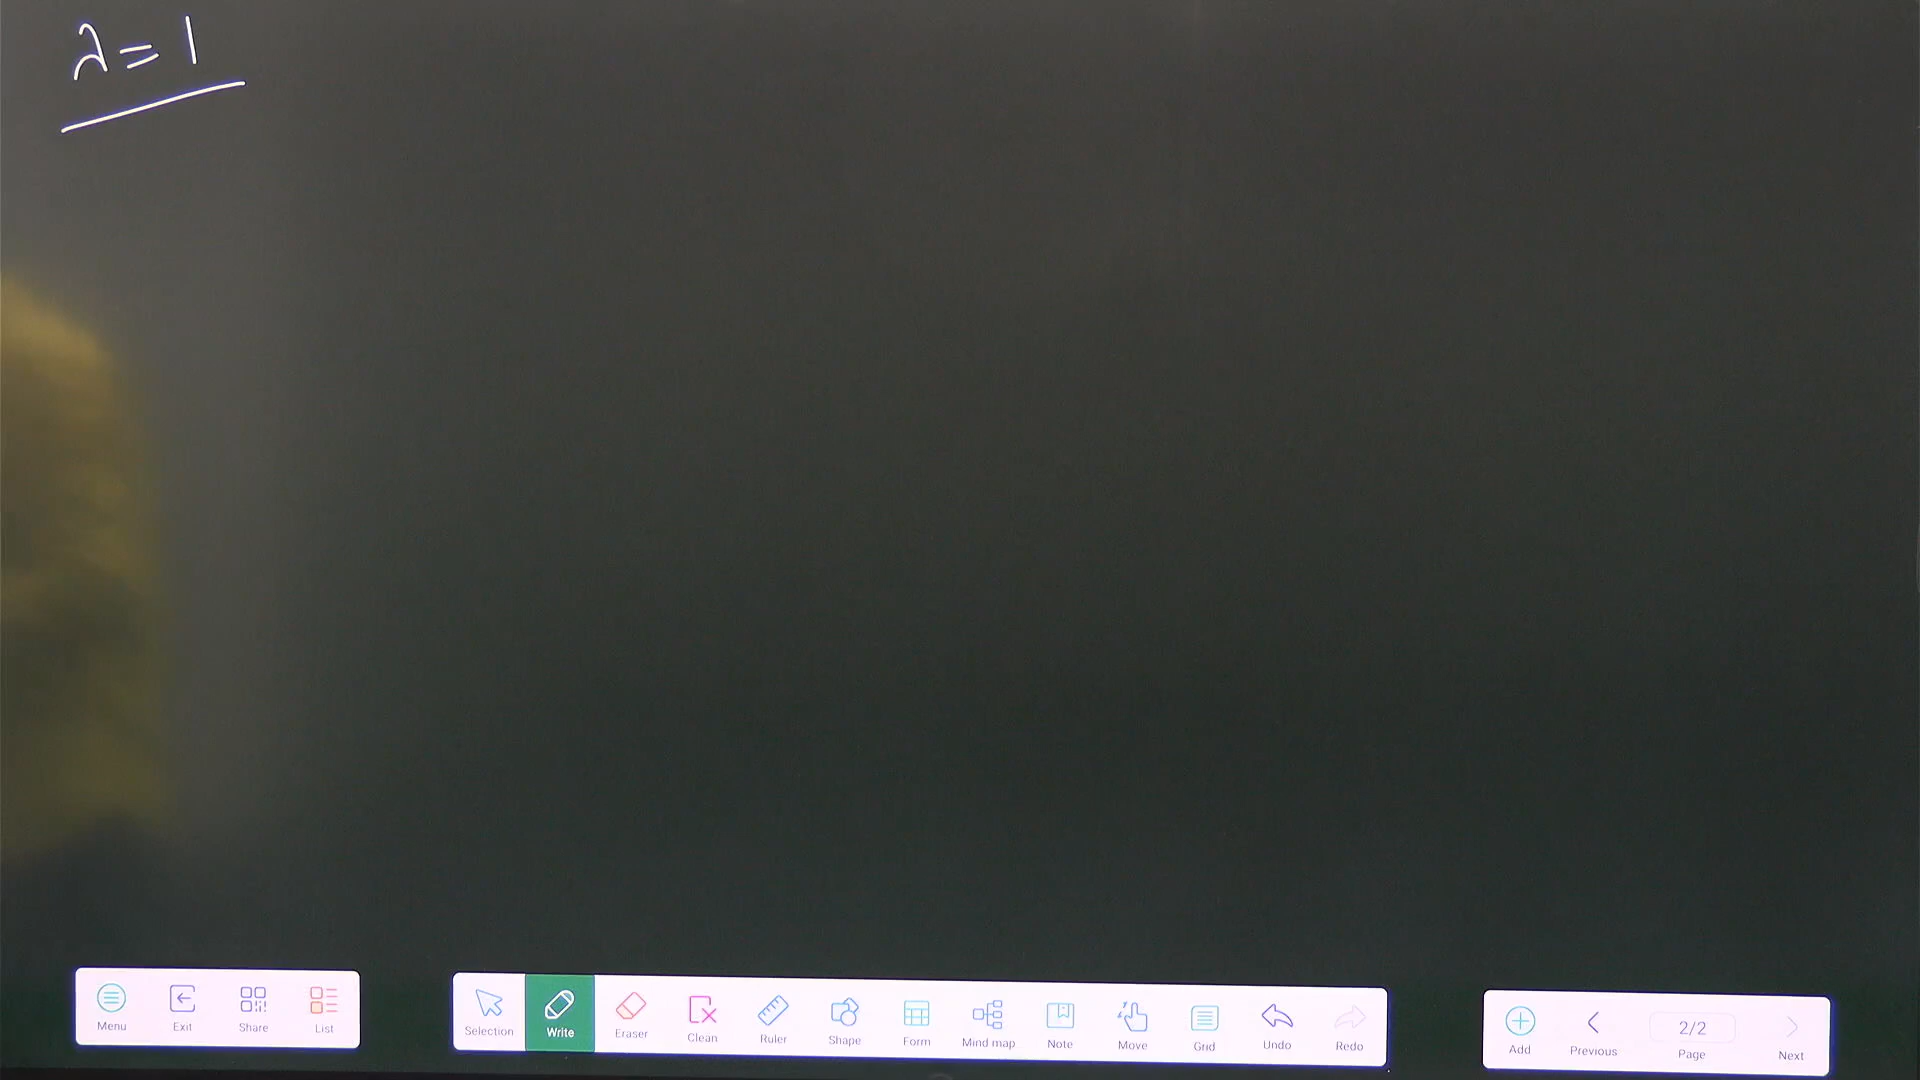 λ = 1
Menu Exit Share List
Selection Write Eraser Clean Ruler Shape Form Mind map Note Move Grid Undo Redo
Add Previous 2/2 Page Next